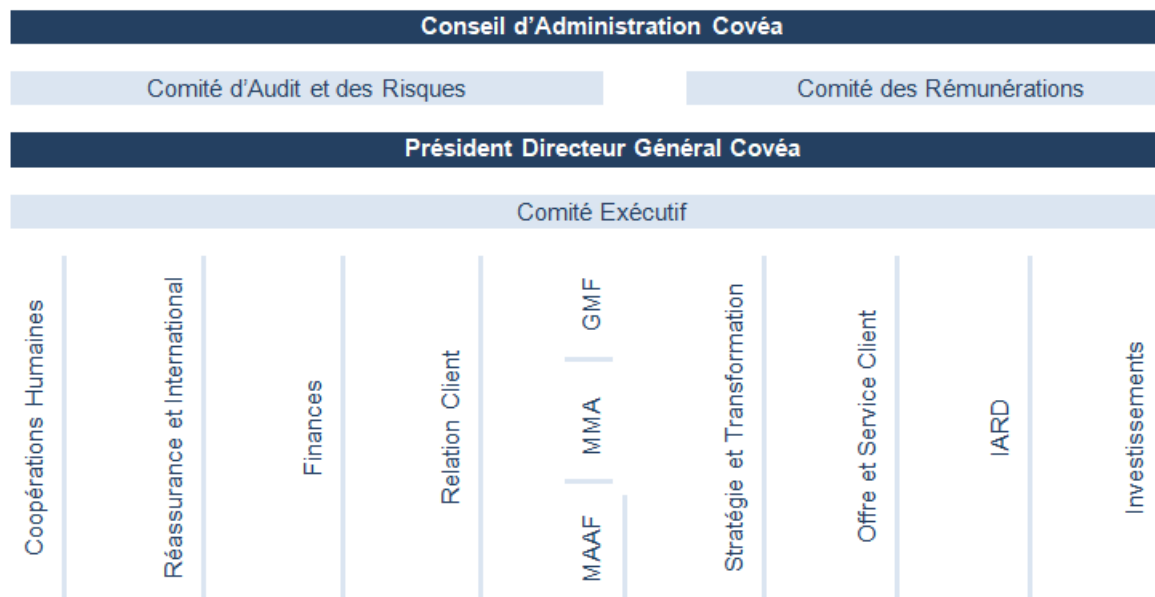 Conseil d'Administration Covéa
Comité d'Audit et des Risques
Comité des Rémunérations
Président Directeur Général Covéa
Comité Exécutif
Coopérations Humaines
Réassurance et International
Finances
Relation Client
GMF
MMA
MAAF
Stratégie et Transformation
Offre et Service Client
IARD
Investissements